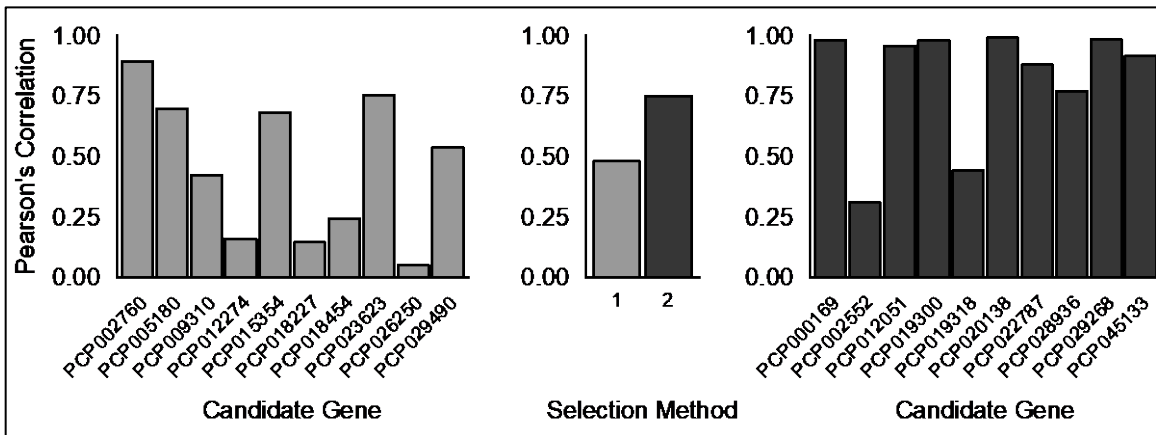 Pearson's Correlation
1.00
0.75
0.50
0.25
0.00
PCP002760
PCP005180
PCP009310
PCP012274
PCP015354
PCP018227
PCP018454
PCP023623
PCP026250
PCP029490
Candidate Gene
1.00
0.75
0.50
0.25
0.00
1
2
Selection Method
1.00
0.75
0.50
0.25
0.00
PCP000169
PCP002552
PCP012051
PCP019300
PCP019318
PCP020138
PCP022787
PCP028936
PCP029268
PCP045133
Candidate Gene